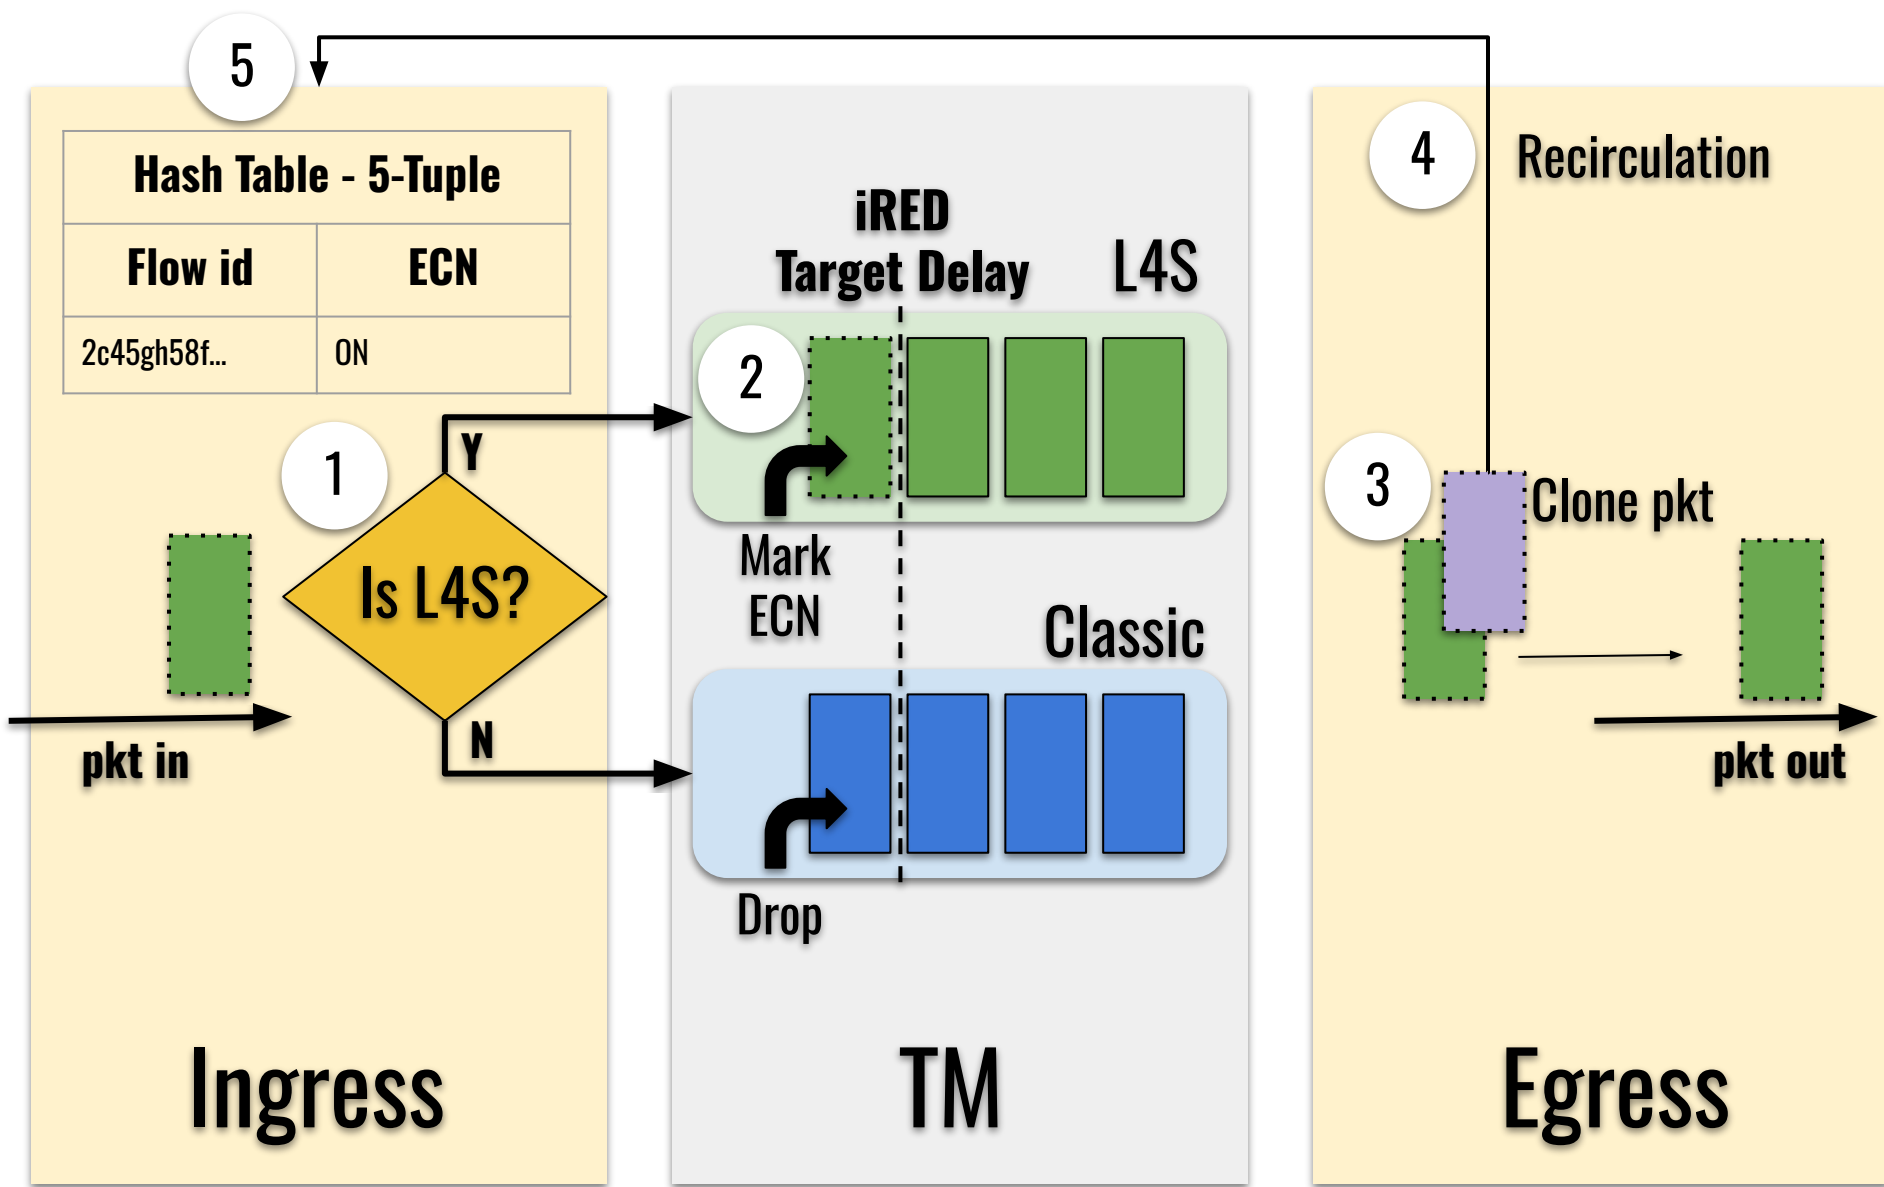 5
Hash Table - 5-Tuple
Flow id
ECN
2c45gh58f...
ON
1
Y
Is L4S?
N
pkt in
Ingress
iRED
Target Delay
L4S
2
Mark
ECN
Classic
Drop
TM
4
Recirculation
3
Clone pkt
pkt out
Egress